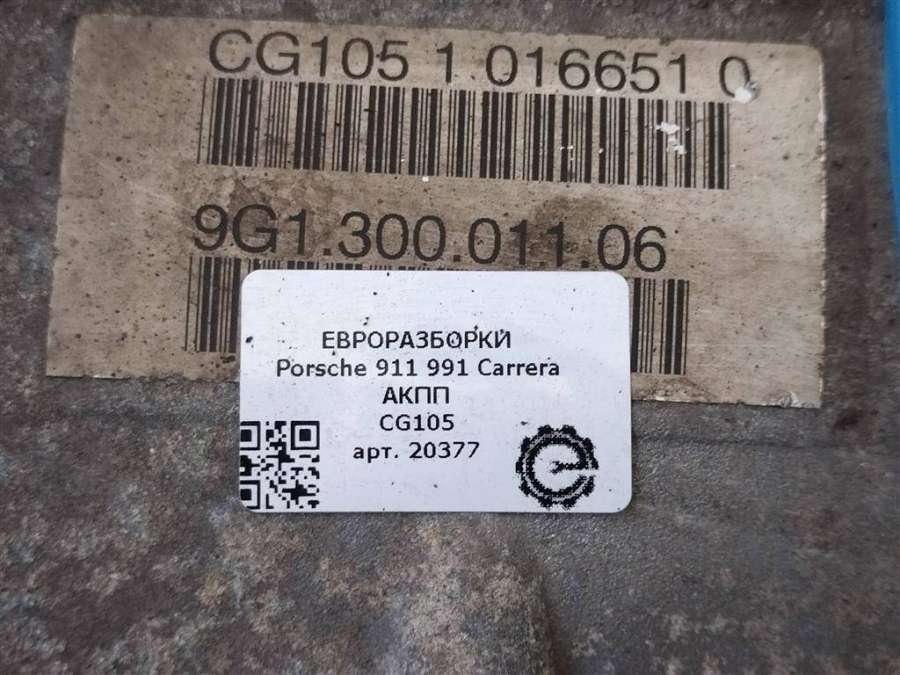 CG105 1 016651 0
9G1.300.011.06
ЕВРОРАЗБОРКИ
Porsche 911 991 Carrera
АКПП
CG105
арт. 20377